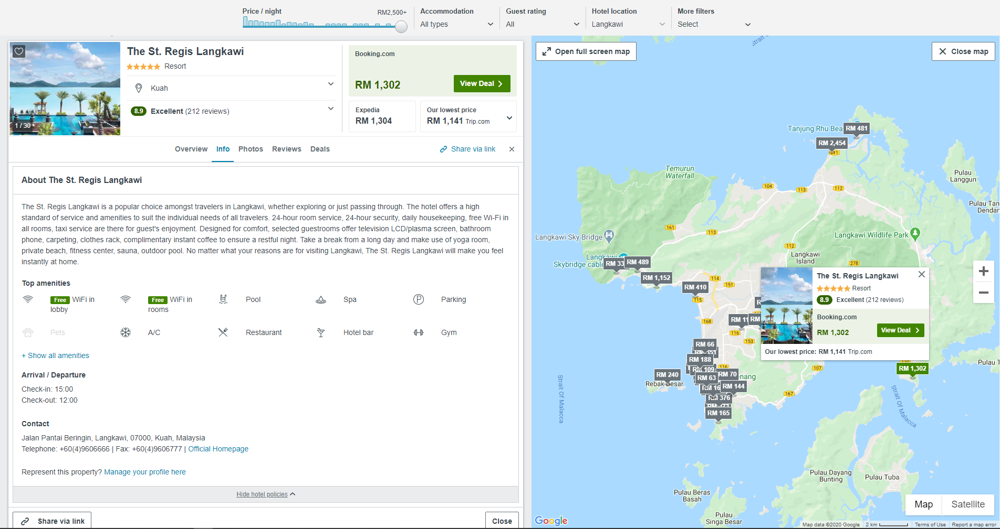 Price / night
RM2,500+
Accommodation
All types
Guest rating
All
Hotel location
Langkawi
More filters
Select
1 / 30
The St. Regis Langkawi
Resort
Kuah
8.9 Excellent (212 reviews)
Booking.com
RM 1,302
View Deal
Expedia
RM 1,304
Our lowest price
RM 1,141 Trip.com
Overview Info Photos Reviews Deals
Share via link
About The St. Regis Langkawi
The St. Regis Langkawi is a popular choice amongst travelers in Langkawi, whether exploring or just passing through. The hotel offers a high
standard of service and amenities to suit the individual needs of all travelers. 24-hour room service, 24-hour security, daily housekeeping, free Wi-Fi in
all rooms, taxi service are there for guest's enjoyment. Designed for comfort, selected guestrooms offer television LCD/plasma screen, bathroom
phone, carpeting, clothes rack, complimentary instant coffee to ensure a restful night. Take a break from a long day and make use of yoga room,
private beach, fitness center, sauna, outdoor pool. No matter what your reasons are for visiting Langkawi, The St. Regis Langkawi will make you feel
instantly at home.
Top amenities
Free WiFi in
lobby
Free WiFi in
rooms
Pool
Spa
Parking
Pets
A/C
Restaurant
Hotel bar
Gym
+ Show all amenities
Arrival / Departure
Check-in: 15:00
Check-out: 12:00
Contact
Jalan Pantai Beringin, Langkawi, 07000, Kuah, Malaysia
Telephone: +60(4)9606666 | Fax: +60(4)9606777 | Official Homepage
Represent this property? Manage your profile here
Hide hotel policies
Share via link
Close
Open full screen map
Close map
Tanjung Rhu Bea
RM 481
RM 2,454
Temurun
Waterfall
Pulau
Langgun
104
113
112
Pulau Tan
Dendan
161
113
Langkawi Sky Bridge
Langkawi Wildlife Park
112
Langkawi
Island
278
Langkawi
Skybridge cable
RM 33
RM 489
RM 1,152
RM 410
114
151
115
168
RM 11
RM
116
153
The St. Regis Langkawi
Resort
8.9 Excellent (212 reviews)
Booking.com
RM 1,302
View Deal
Our lowest price: RM 1,141 Trip.com
RM 66
RM 188
116
RM 109
RM 63
RM 70
enang
RM 240
Rebak Besar
RM 16
RM 144
RM 376
RM 165
107
RM 1,302
167
Pulau T
Strait Of Malacca
Strait Of Malacca
Pulau Dayang
Bunting
Pulau Tuba
Pulau Beras
Basah
Pulau
Singa Besar
Map
Satellite
Google
Map data ©2020 Google
2 km
Terms of Use
Report a map error